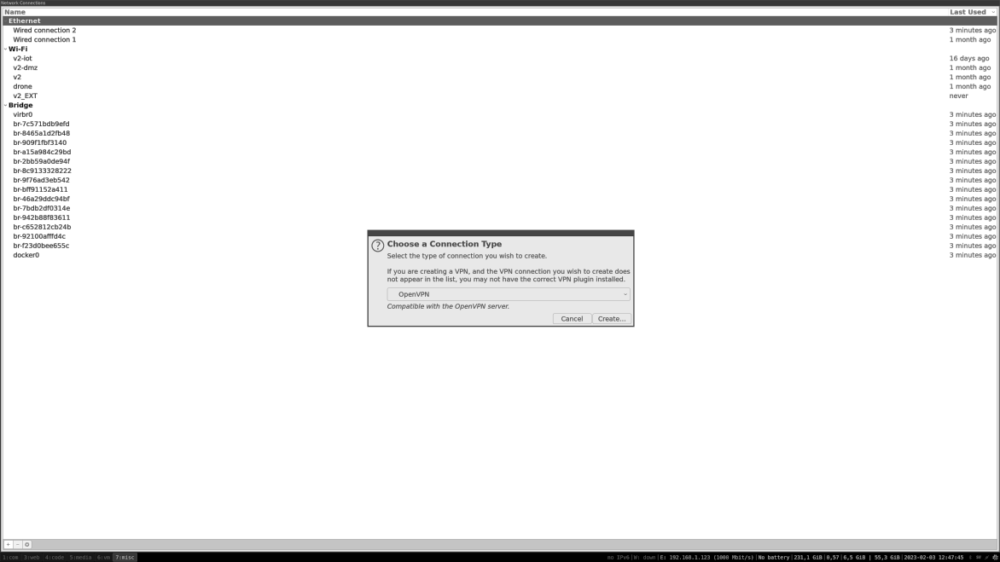 Network Connections
Name Last Used
Ethernet
Wired connection 2 3 minutes ago
Wired connection 1 1 month ago
Wi-Fi
v2-iot 16 days ago
v2-dmz 1 month ago
v2 1 month ago
drone 1 month ago
v2_EXT never
Bridge
virbr0 3 minutes ago
br-7c571bdb9efd 3 minutes ago
br-8465a1d2fb48 3 minutes ago
br-909f1fbf3140 3 minutes ago
br-a15a984c29bd 3 minutes ago
br-2bb59a0de94f 3 minutes ago
br-8c9133328222 3 minutes ago
br-9f76ad3eb542 3 minutes ago
br-bff91152a411 3 minutes ago
br-46a29ddc94bf 3 minutes ago
br-7bdb2df0314e 3 minutes ago
br-942b88f83611 3 minutes ago
br-c652812cb24b 3 minutes ago
br-92100afffd4c 3 minutes ago
br-f23d0bee655c 3 minutes ago
docker0 3 minutes ago
Choose a Connection Type
Select the type of connection you wish to create.
If you are creating a VPN, and the VPN connection you wish to create does
not appear in the list, you may not have the correct VPN plugin installed.
OpenVPN
Compatible with the OpenVPN server.
Cancel Create...
1:com 3:web 4:code 5:media 6:vm 7:misc no IPv6|W: down|E: 192.168.1.123 (1000 Mbit/s)|No battery|231,1 GiB|0,57|6,5 GiB | 55,3 GiB|2023-02-03 12:47:45